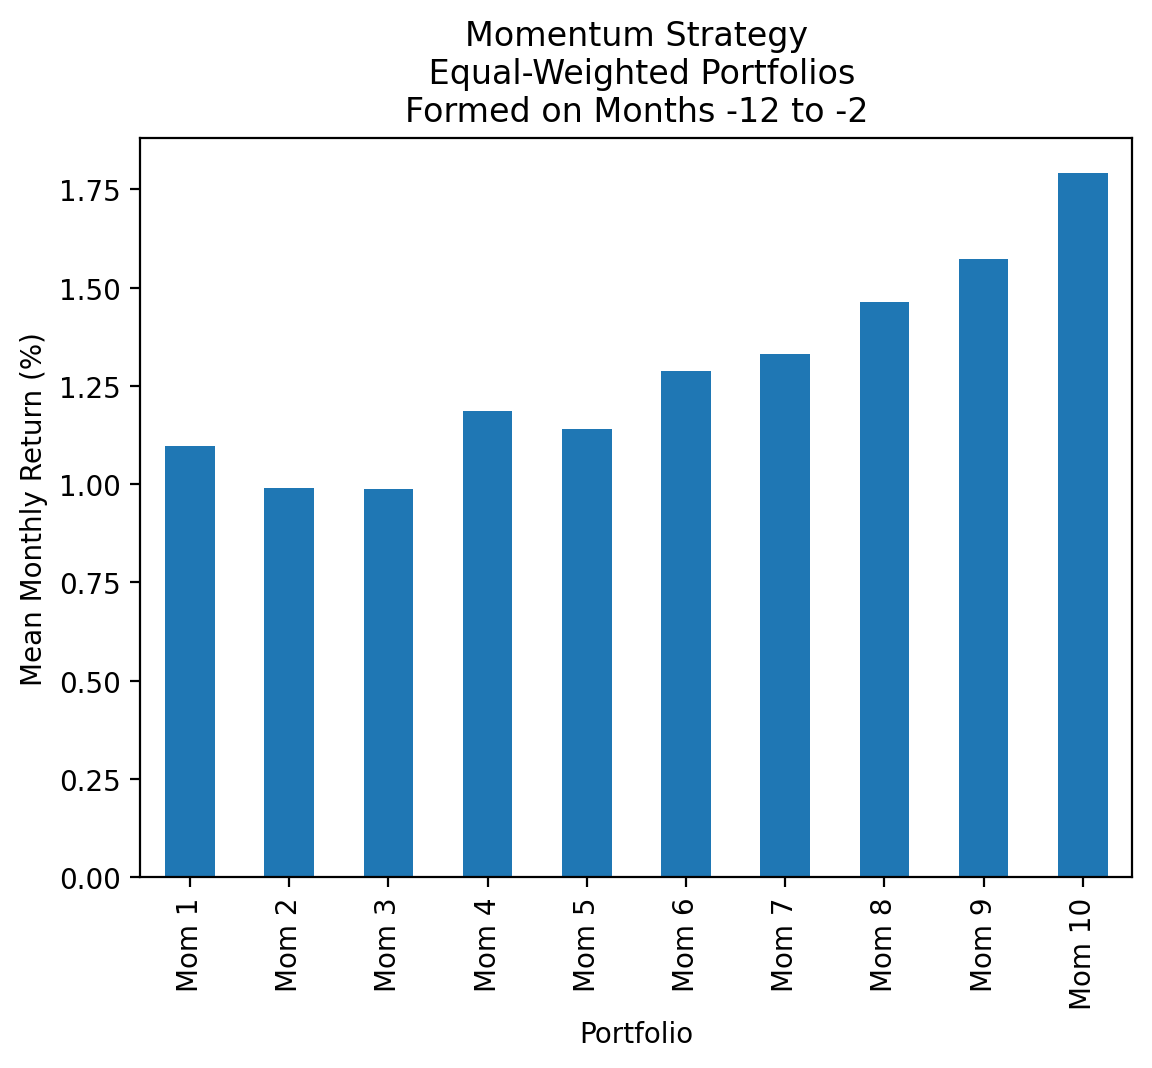 Momentum Strategy
Equal-Weighted Portfolios
Formed on Months -12 to -2
Mean Monthly Return (%)
1.75
1.50
1.25
1.00
0.75
0.50
0.25
0.00
Mom 1
Mom 2
Mom 3
Mom 4
Mom 5
Mom 6
Mom 7
Mom 8
Mom 9
Mom 10
Portfolio